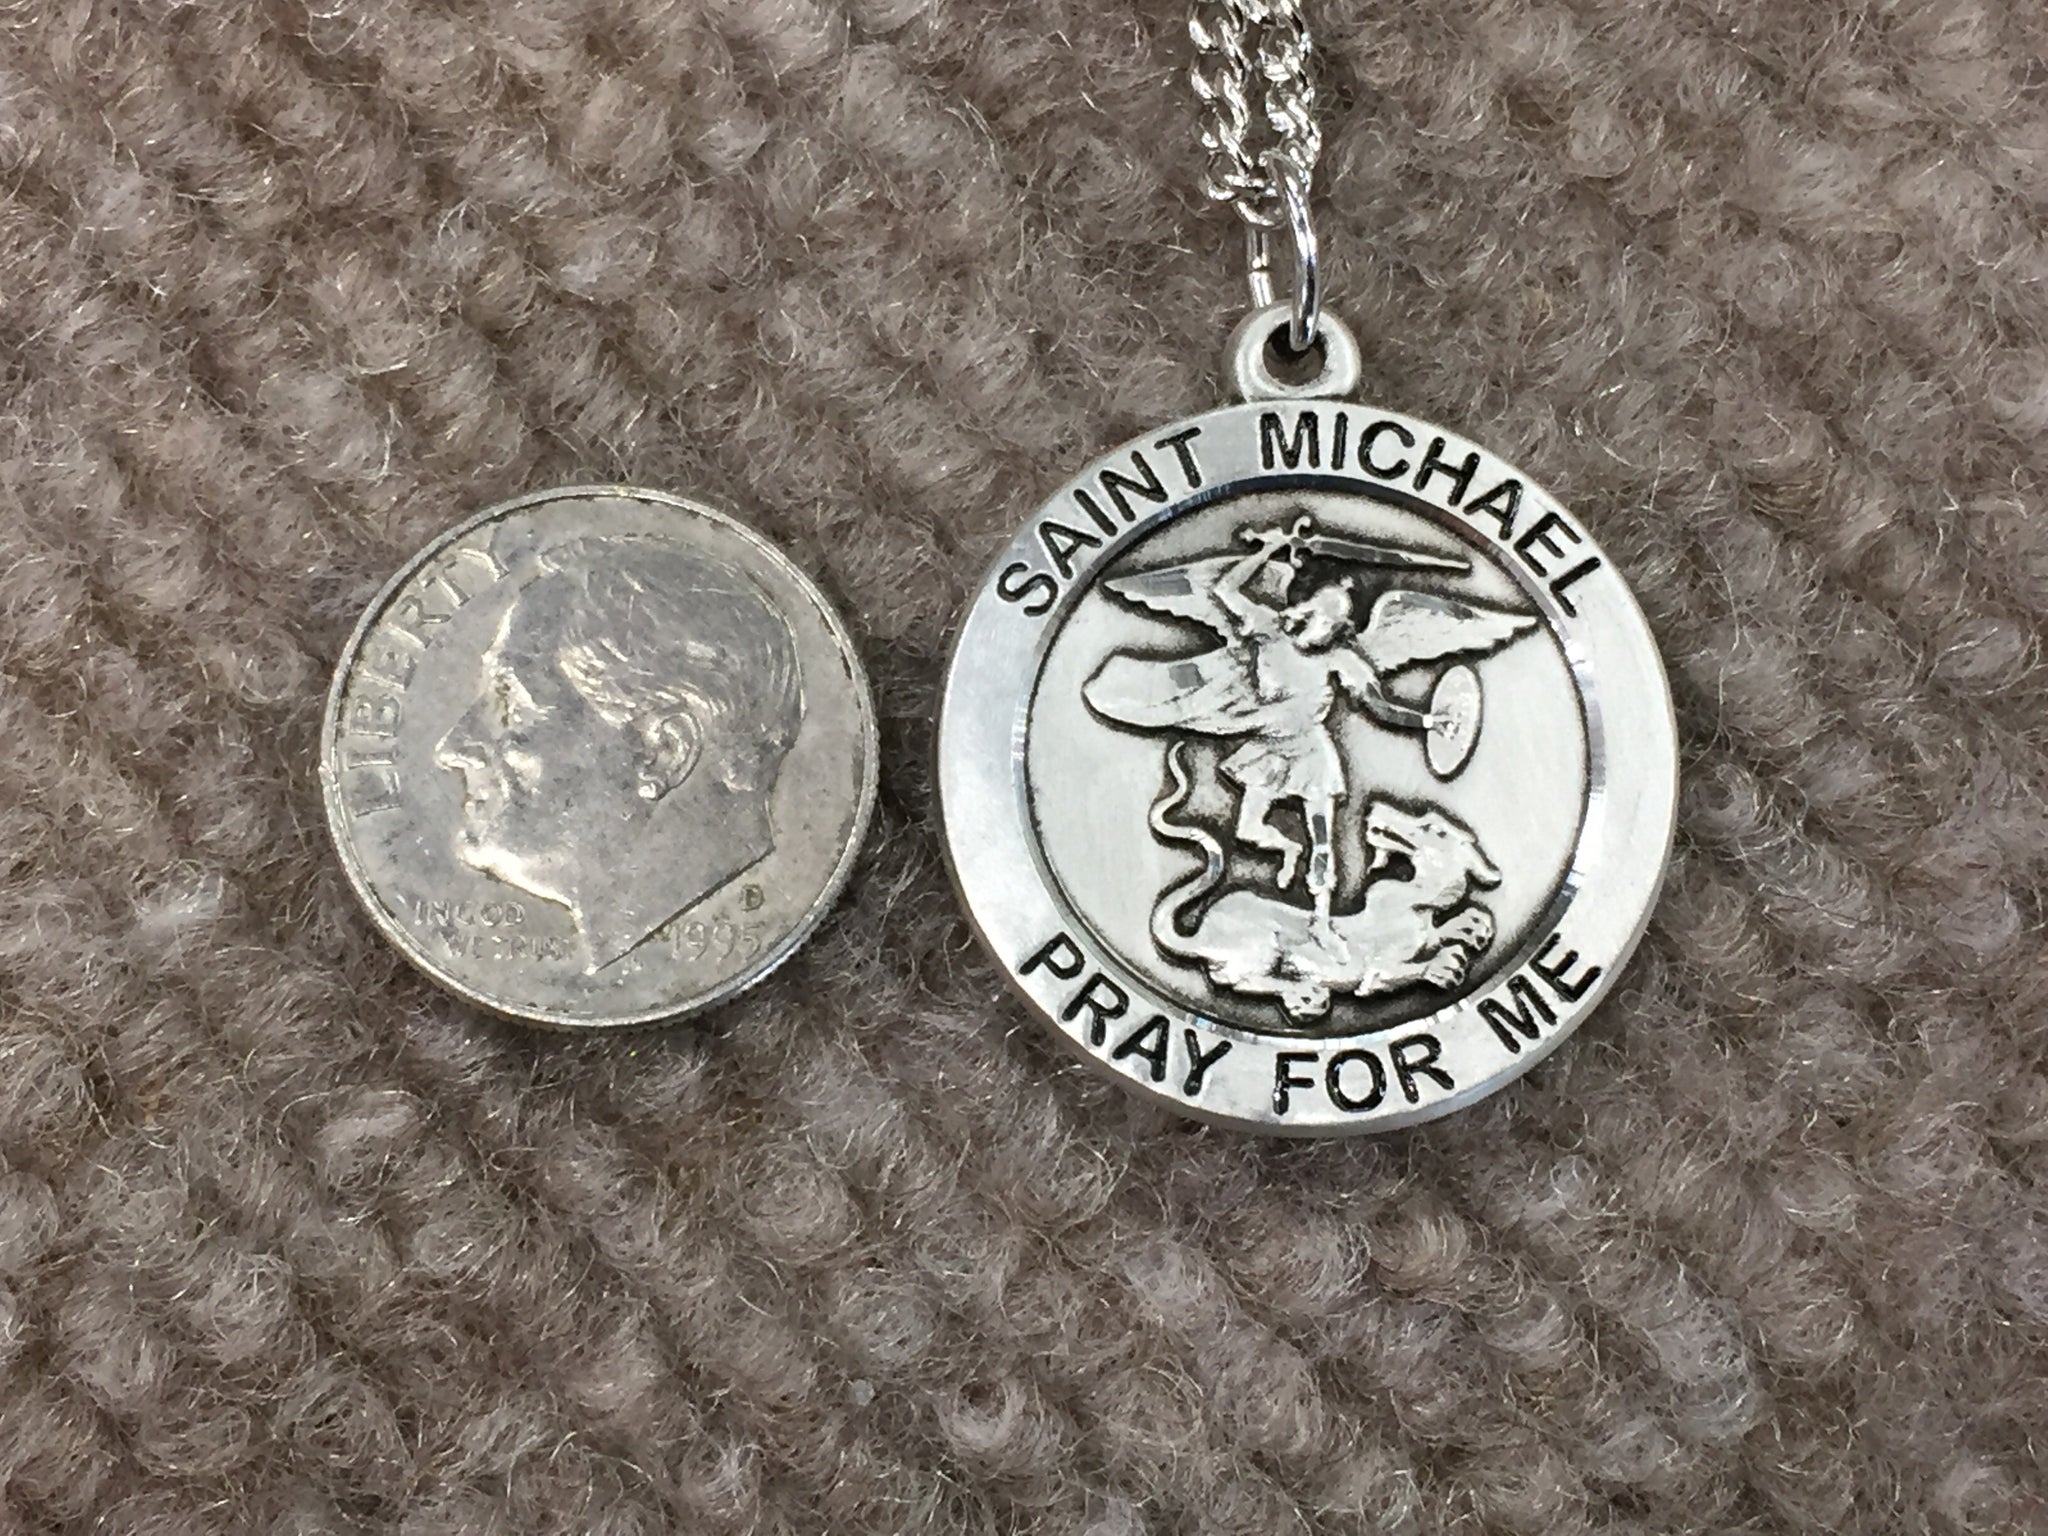 LIBERTY
IN GOD
WE TRUST
D
1995
SAINT MICHAEL
PRAY FOR ME